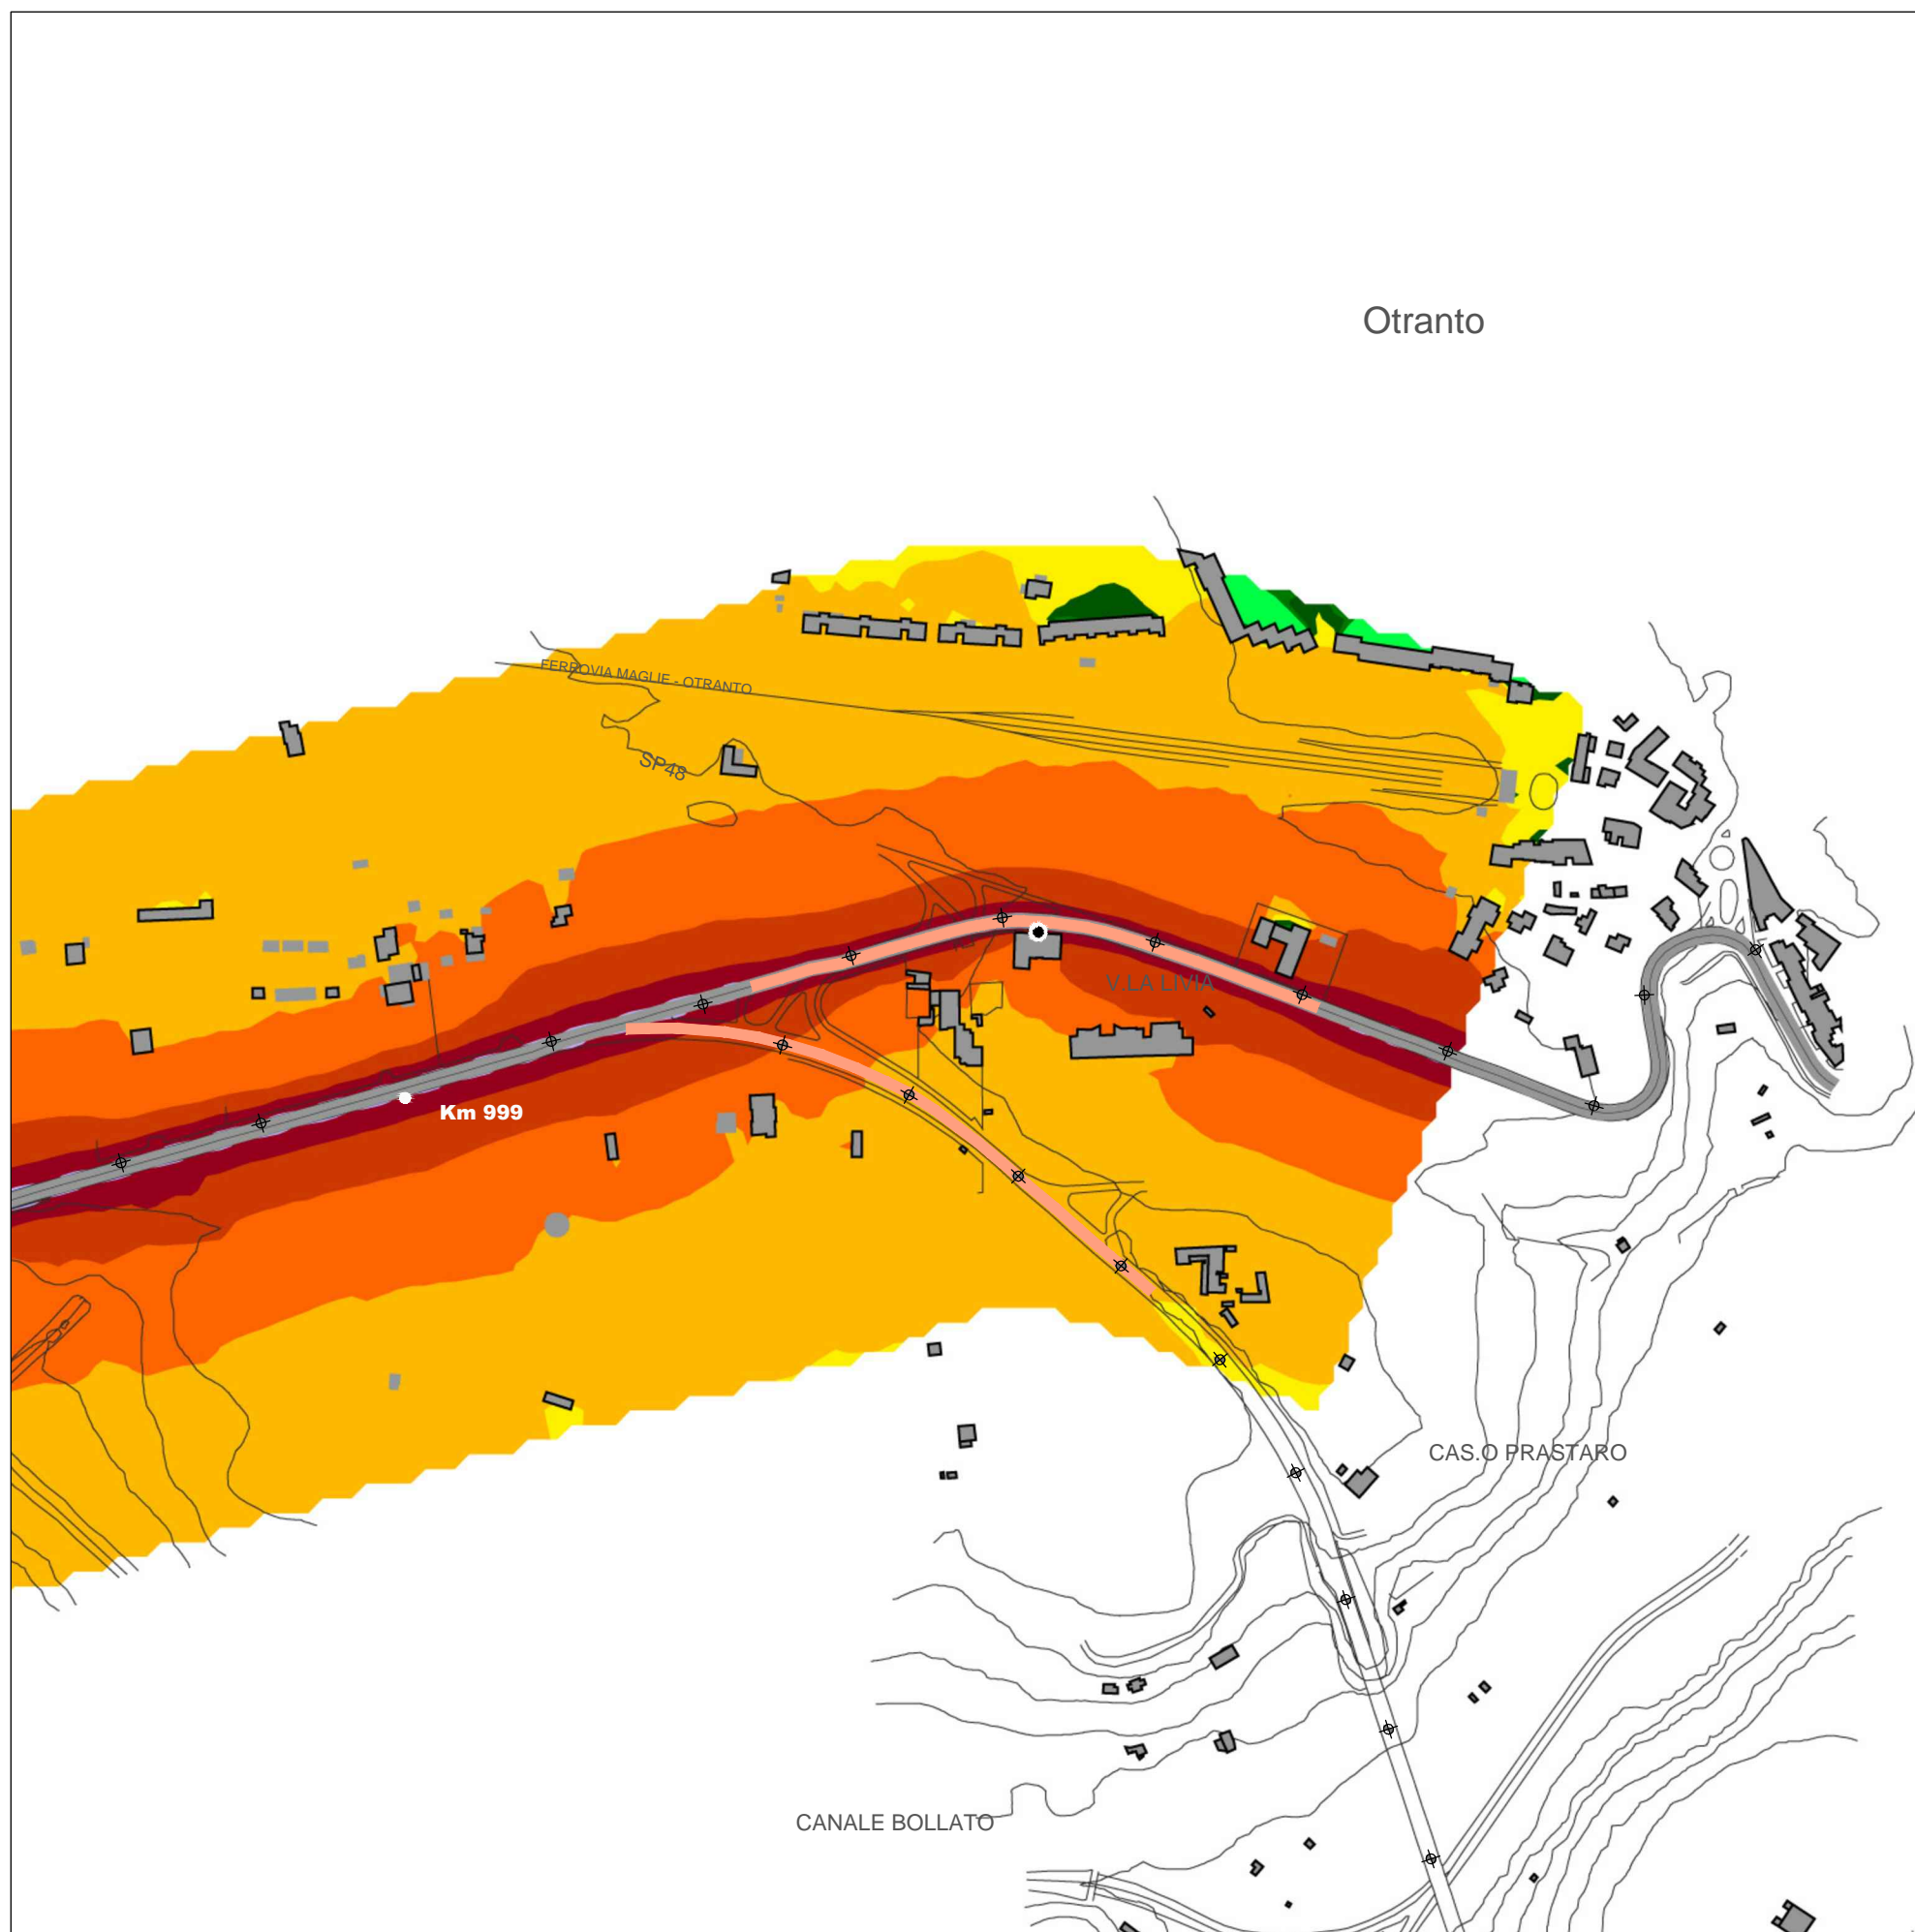 Otranto
FERROVIA MAGLIE - OTRANTO
SP48
V.LA LIVIA
Km 999
CAS.O PRASTARO
CANALE BOLLATO